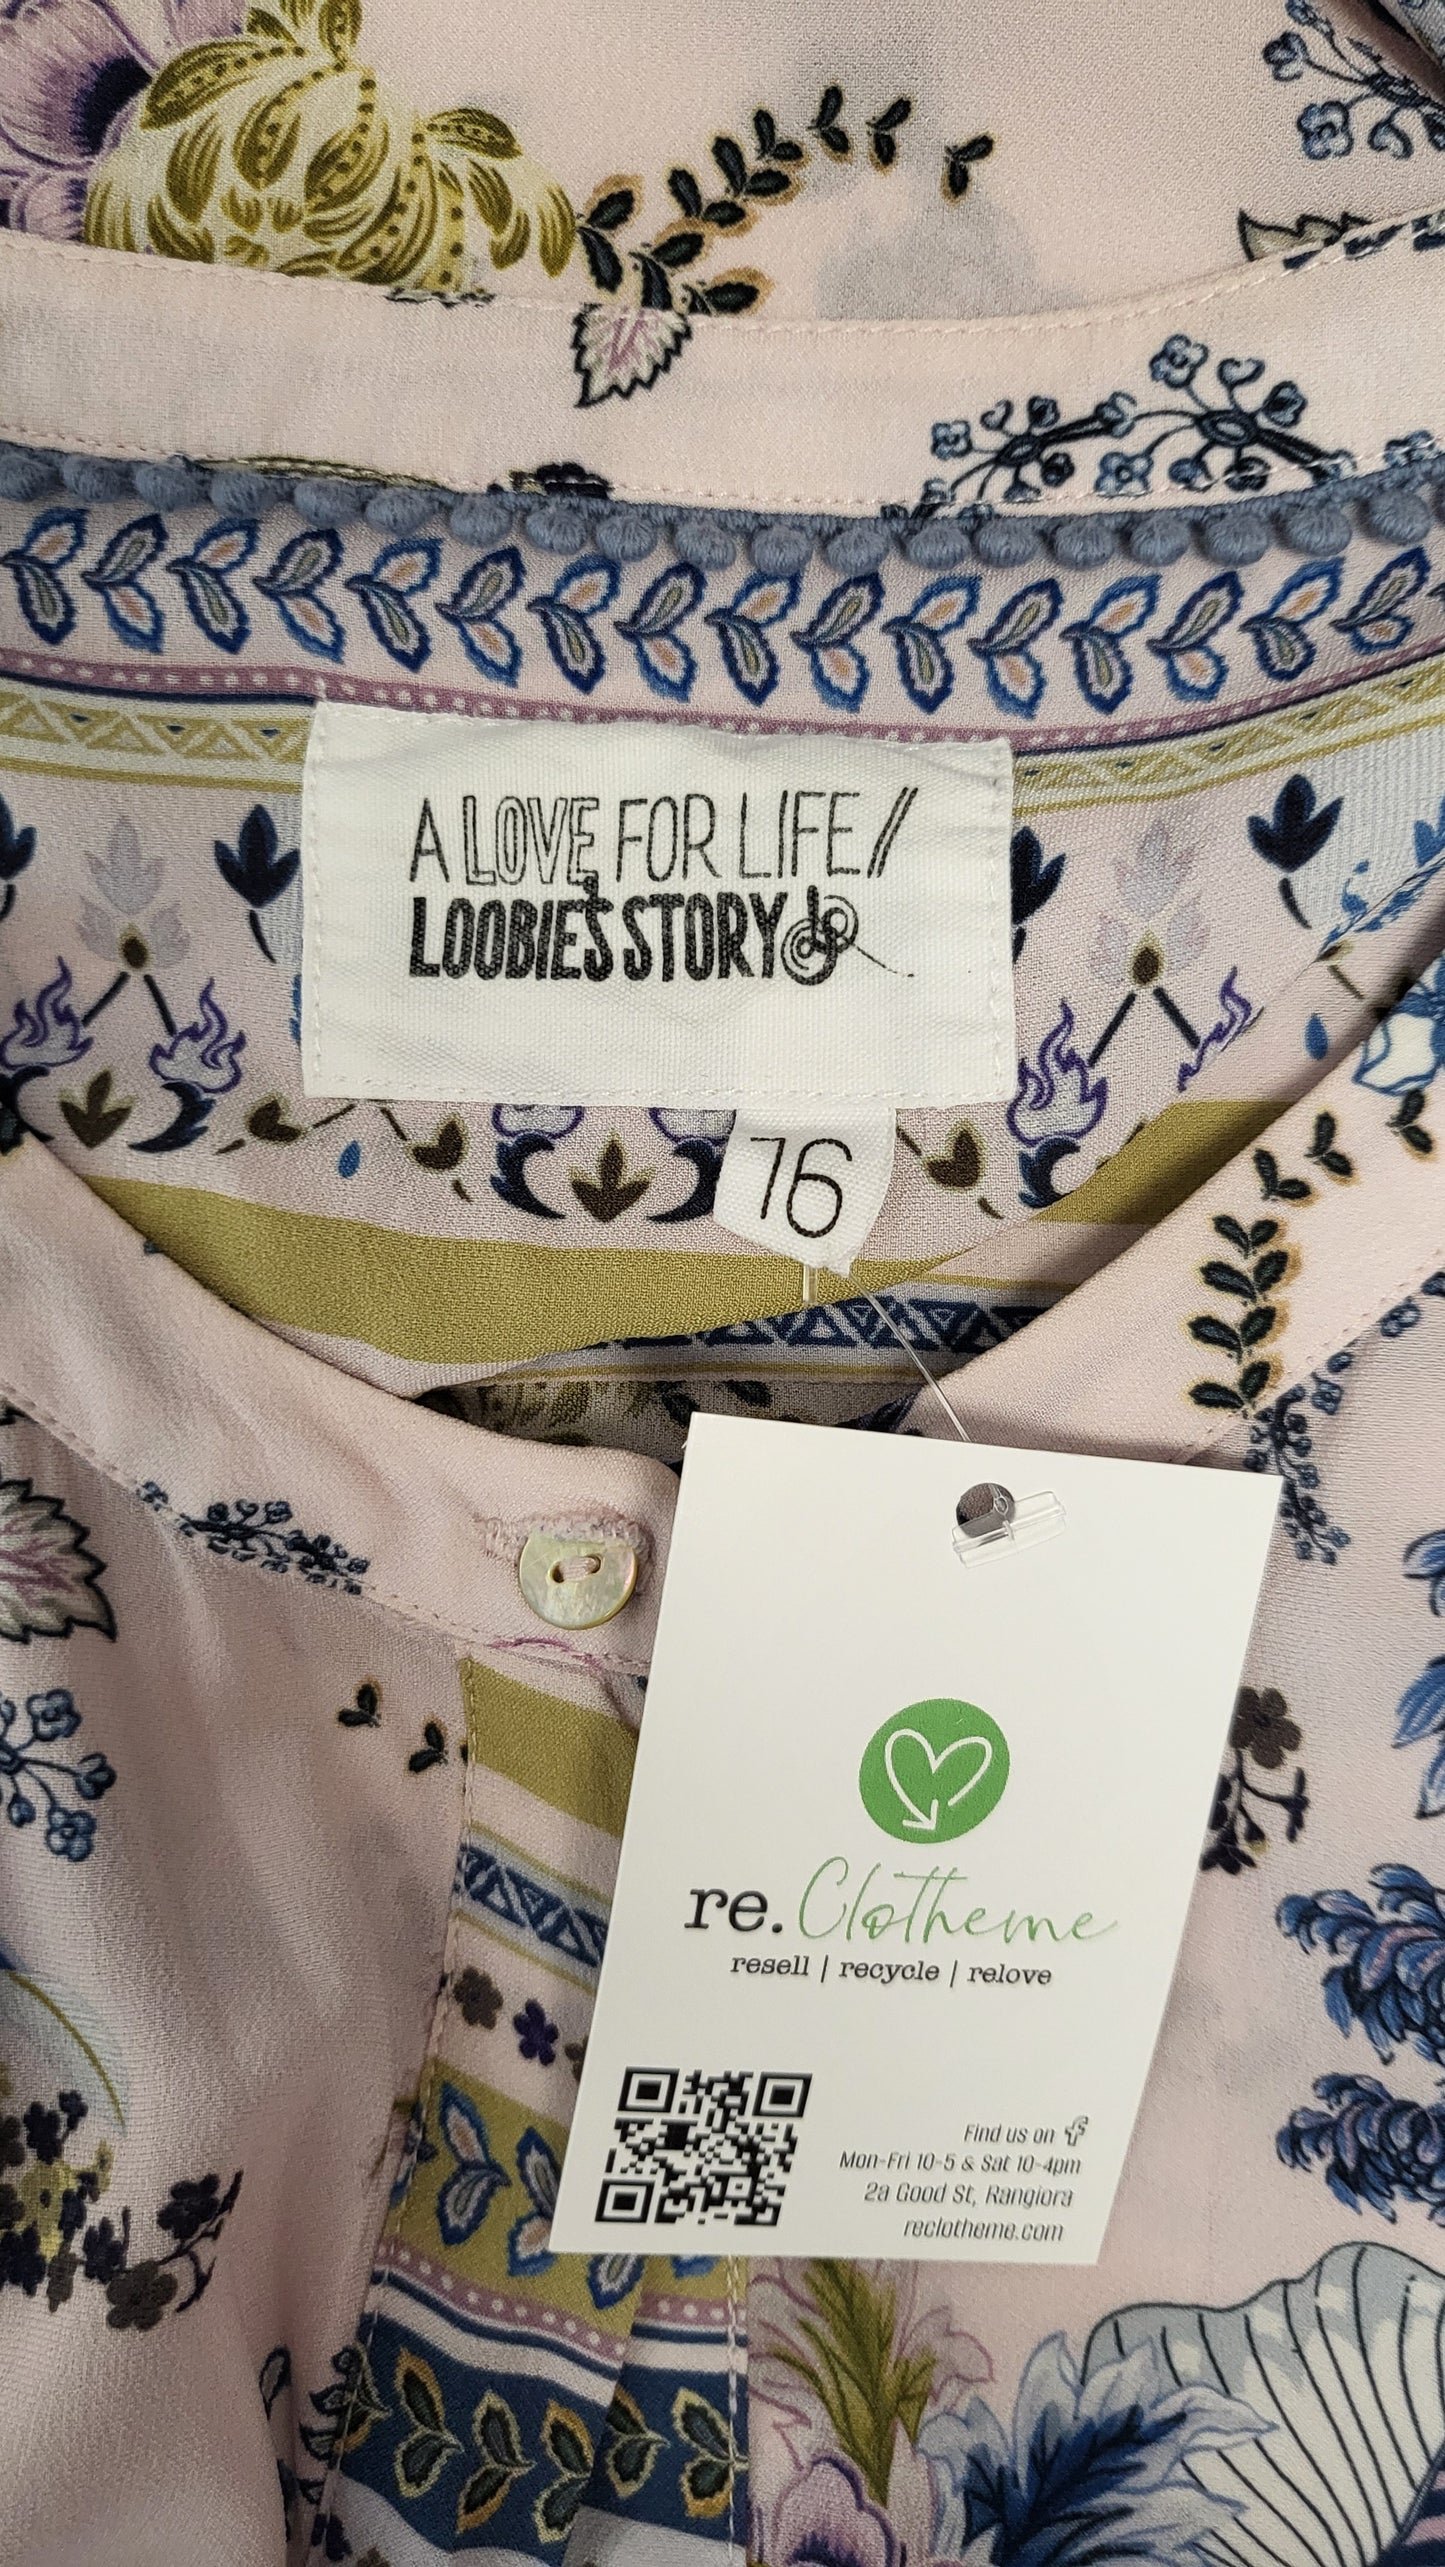 A LOVE FOR LIFE//
LOOBIE'S STORY
16
re.Clotheme
resell | recycle | relove
Find us on f
Mon-Fri 10-5 & Sat 10-4pm
2a Good St, Rangiora
reclotheme.com